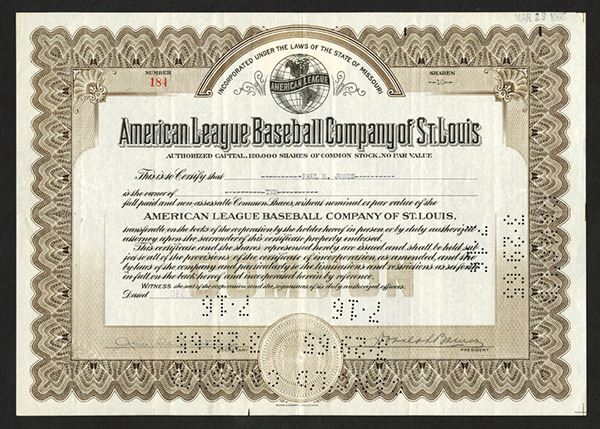 MAR 29
NUMBER
184
INCORPORATED UNDER THE LAWS OF THE STATE OF MISSOURI
AMERICAN LEAGUE
SHARES
--10--
American League Baseball Company of St. Louis
AUTHORIZED CAPITAL, 120,000 SHARES OF COMMON STOCK, NO PAR VALUE
This is to Certify that PAUL M. JONES
is the owner of TEN
full paid and non-assessable Common Shares, without nominal or par value of the
AMERICAN LEAGUE BASEBALL COMPANY OF ST. LOUIS,
transferable on the books of the corporation by the holder hereof in person or by duly authorized
attorney upon the surrender of this certificate properly endorsed.
This certificate and the shares represented hereby are issued and shall be held sub-
ject to all of the provisions of the certificate of incorporation, as amended, and the
by laws of the company and particularly to the limitations and restrictions as set forth
in full on the back hereof and incorporated herein by reference.
WITNESS the seal of the corporation and the signatures of its duly authorized officers.
Dated DEC
PRESIDENT